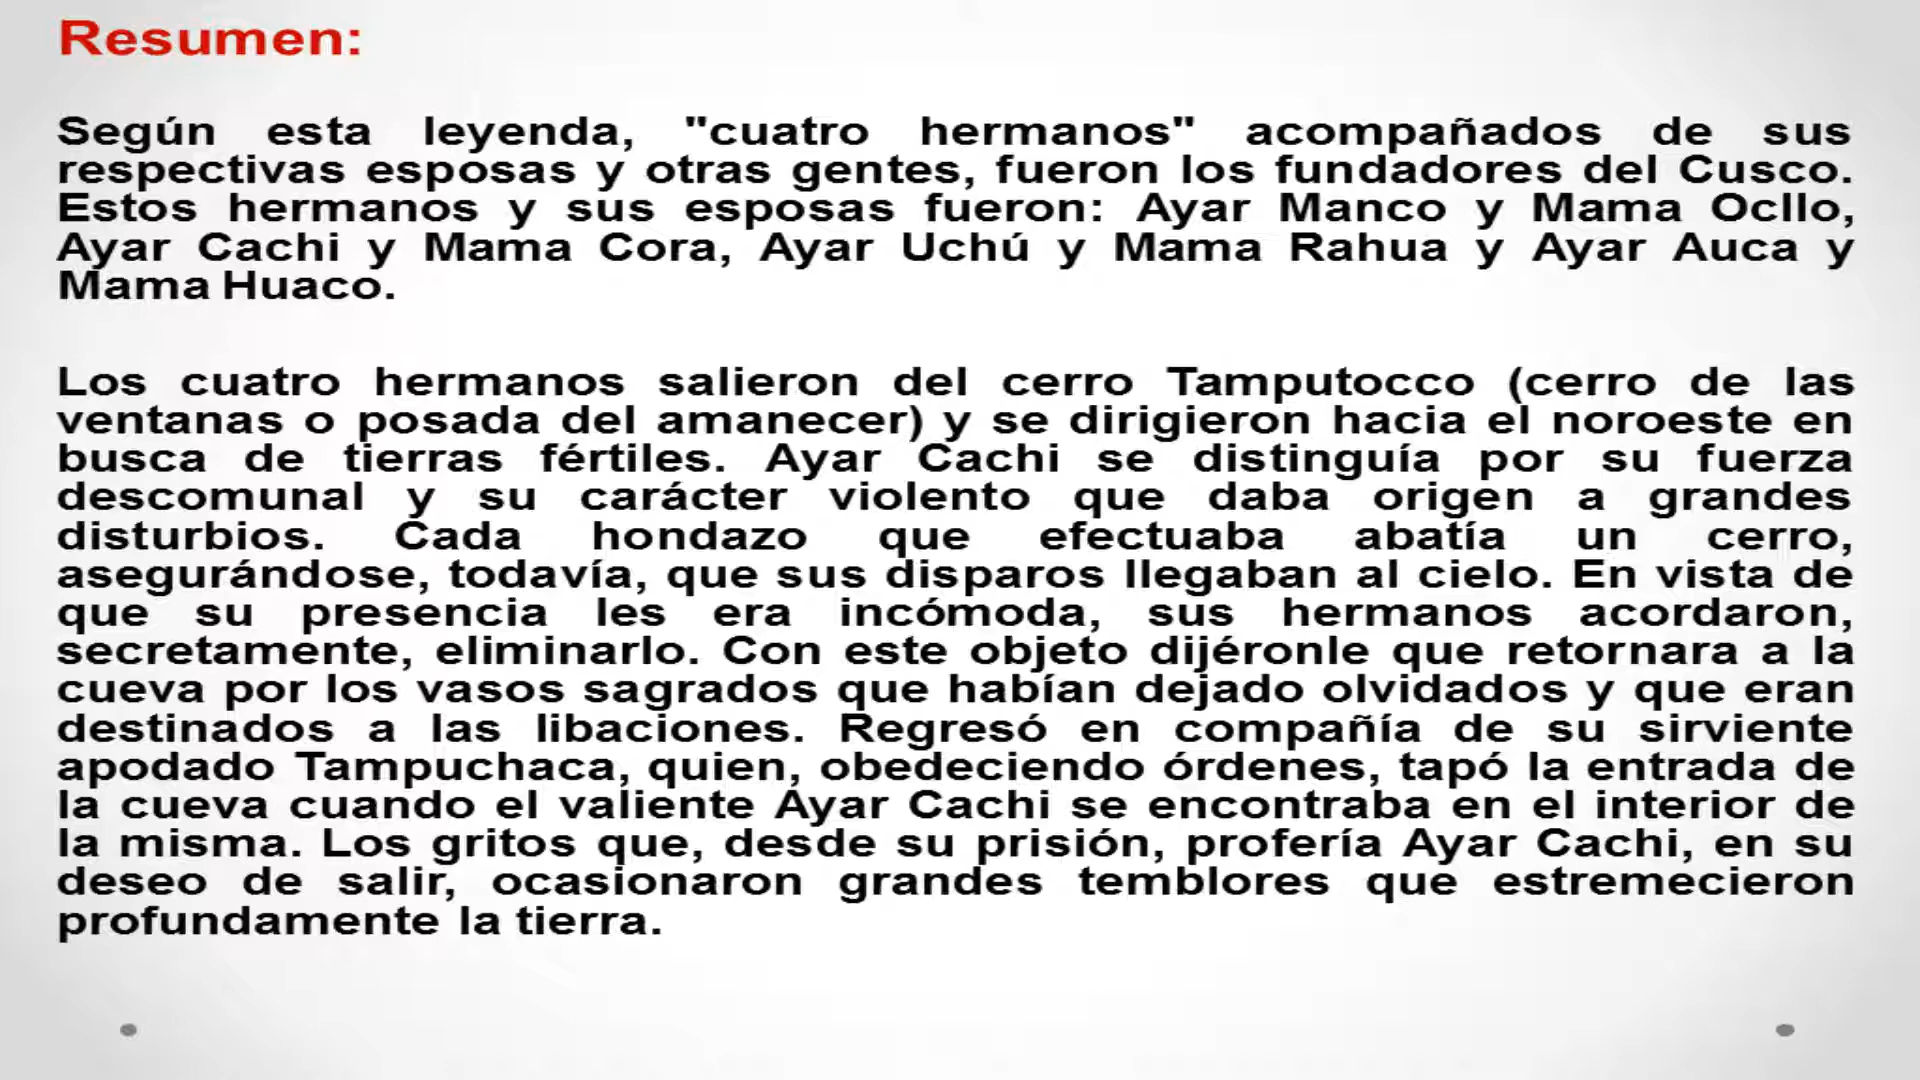 Resumen:
Según esta leyenda, "cuatro hermanos" acompañados de sus
respectivas esposas y otras gentes, fueron los fundadores del Cusco.
Estos hermanos y sus esposas fueron: Ayar Manco y Mama Ocllo,
Ayar Cachi y Mama Cora, Ayar Uchú y Mama Rahua y Ayar Auca y
Mama Huaco.
Los cuatro hermanos salieron del cerro Tamputocco (cerro de las
ventanas o posada del amanecer) y se dirigieron hacia el noroeste en
busca de tierras fértiles. Ayar Cachi se distinguía por su fuerza
descomunal y su carácter violento que daba origen a grandes
disturbios. Cada hondazo que efectuaba abatía un cerro,
asegurándose, todavía, que sus disparos llegaban al cielo. En vista de
que su presencia les era incómoda, sus hermanos acordaron,
secretamente, eliminarlo. Con este objeto dijéronle que retornara a la
cueva por los vasos sagrados que habían dejado olvidados y que eran
destinados a las libaciones. Regresó en compañía de su sirviente
apodado Tampuchaca, quien, obedeciendo órdenes, tapó la entrada de
la cueva cuando el valiente Ayar Cachi se encontraba en el interior de
la misma. Los gritos que, desde su prisión, profería Ayar Cachi, en su
deseo de salir, ocasionaron grandes temblores que estremecieron
profundamente la tierra.